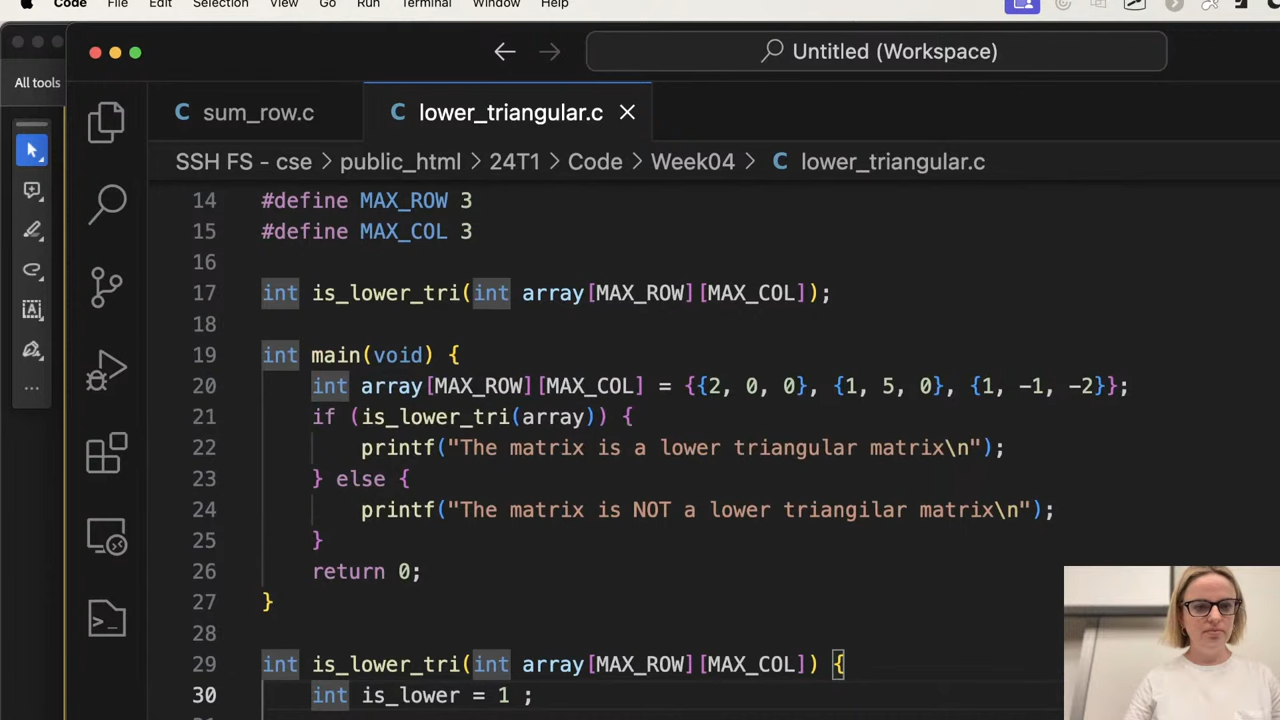 Code File Edit Selection View Go Run Terminal Window Help
Untitled (Workspace)
All tools
C sum_row.c C lower_triangular.c
SSH FS - cse > public_html > 24T1 > Code > Week04 > C lower_triangular.c
14 #define MAX_ROW 3
15 #define MAX_COL 3
16
17 int is_lower_tri(int array[MAX_ROW][MAX_COL]);
18
19 int main(void) {
20 int array[MAX_ROW][MAX_COL] = {{2, 0, 0}, {1, 5, 0}, {1, -1, -2}};
21 if (is_lower_tri(array)) {
22 printf("The matrix is a lower triangular matrix\n");
23 } else {
24 printf("The matrix is NOT a lower triangilar matrix\n");
25 }
26 return 0;
27 }
28
29 int is_lower_tri(int array[MAX_ROW][MAX_COL]) {
30 int is_lower = 1 ;